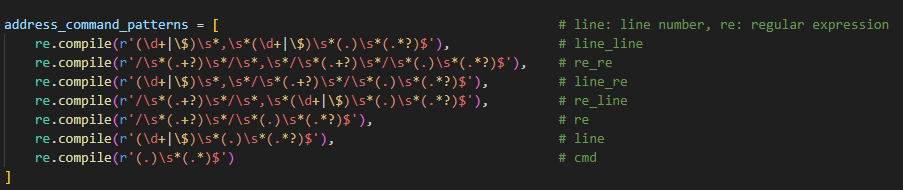 address_command_patterns = [ # line: line number, re: regular expression
re.compile(r'(\d+|\$)\s*,\s*(\d+|\$)\s*(.)\s*(.*?)$'), # line_line
re.compile(r'/\s*(.+?)\s*/\s*,\s*/\s*(.+?)\s*/\s*(.)\s*(.*?)$'), # re_re
re.compile(r'(\d+|\$)\s*,\s*/\s*(.+?)\s*/\s*(.)\s*(.*?)$'), # line_re
re.compile(r'/\s*(.+?)\s*/\s*,\s*(\d+|\$)\s*(.)\s*(.*?)$'), # re_line
re.compile(r'/\s*(.+?)\s*/\s*(.)\s*(.*?)$'), # re
re.compile(r'(\d+|\$)\s*(.)\s*(.*?)$'), # line
re.compile(r'(.)\s*(.*)$') # cmd
]